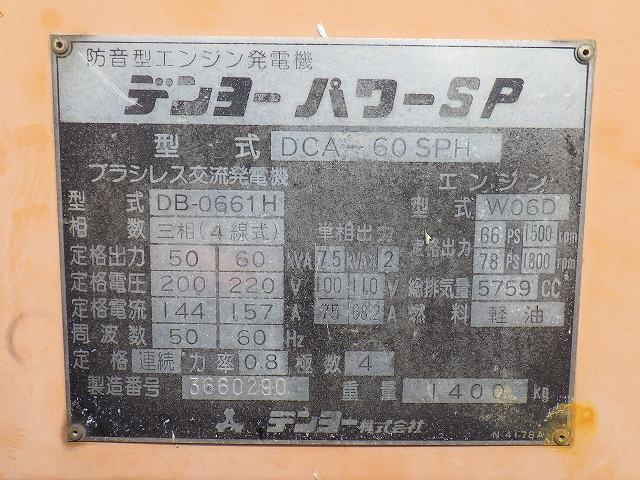 防音型エンジン発電機
デンヨー パワーSP
型式 DCA-60SPH
ブラシレス交流発電機
型式 DB-0661H
相数 三相(4線式) 単相出力
定格出力 50 60 KVA 7.5 KVA×2
定格電圧 200 220 V 100 110 V
定格電流 144 157 A 75 68.2 A
周波数 50 60 Hz
定格 連続 力率 0.8 極数 4
エンジン
型式 W06D
定格出力 66 PS 1500 rpm
78 PS 1800 rpm
総排気量 5759 CC
燃料 軽油
製造番号 3660290 重量 1400 kg
デンヨー株式会社
N-4178A